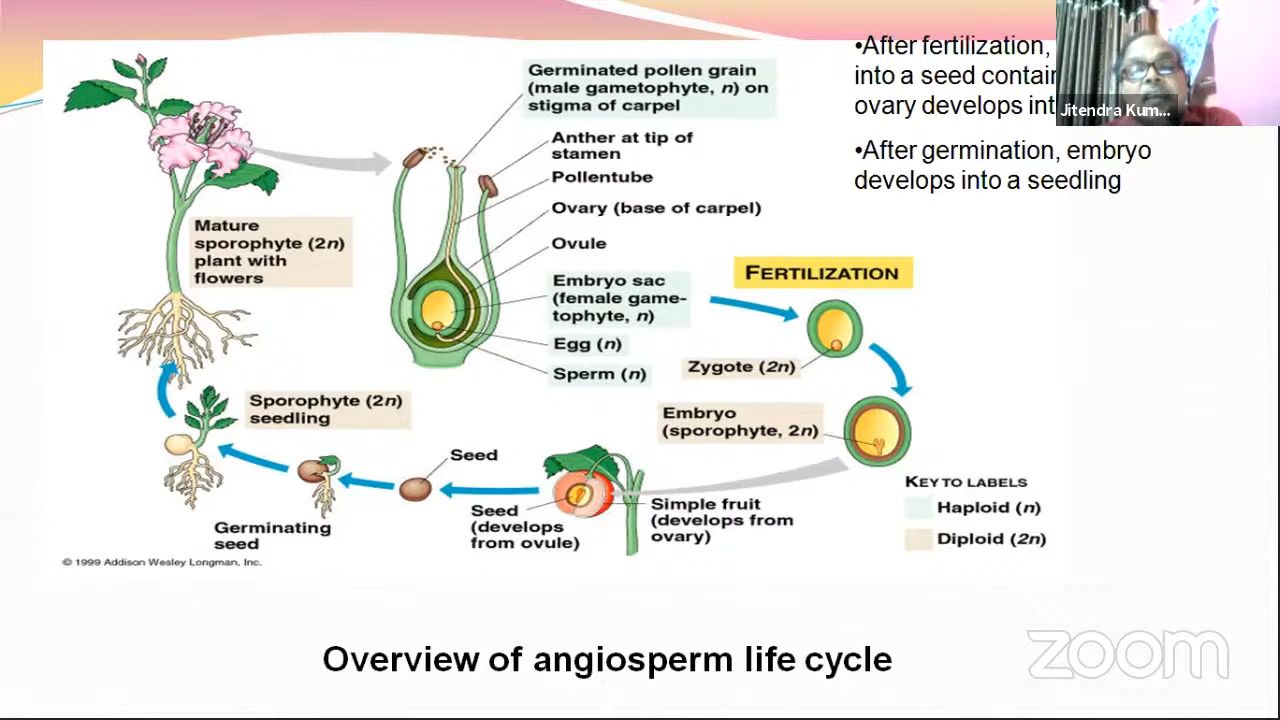 •After fertilization,
into a seed contain
ovary develops int
Jitendra Kum...
•After germination, embryo
develops into a seedling
Germinated pollen grain
(male gametophyte, n) on
stigma of carpel
Anther at tip of
stamen
Pollentube
Ovary (base of carpel)
Ovule
Embryo sac
(female game-
tophyte, n)
Egg (n)
Sperm (n)
Mature
sporophyte (2n)
plant with
flowers
FERTILIZATION
Zygote (2n)
Embryo
(sporophyte, 2n)
Sporophyte (2n)
seedling
Seed
Seed
(develops
from ovule)
Simple fruit
(develops from
ovary)
Germinating
seed
KEY TO LABELS
Haploid (n)
Diploid (2n)
© 1999 Addison Wesley Longman, Inc.
Overview of angiosperm life cycle
zoom